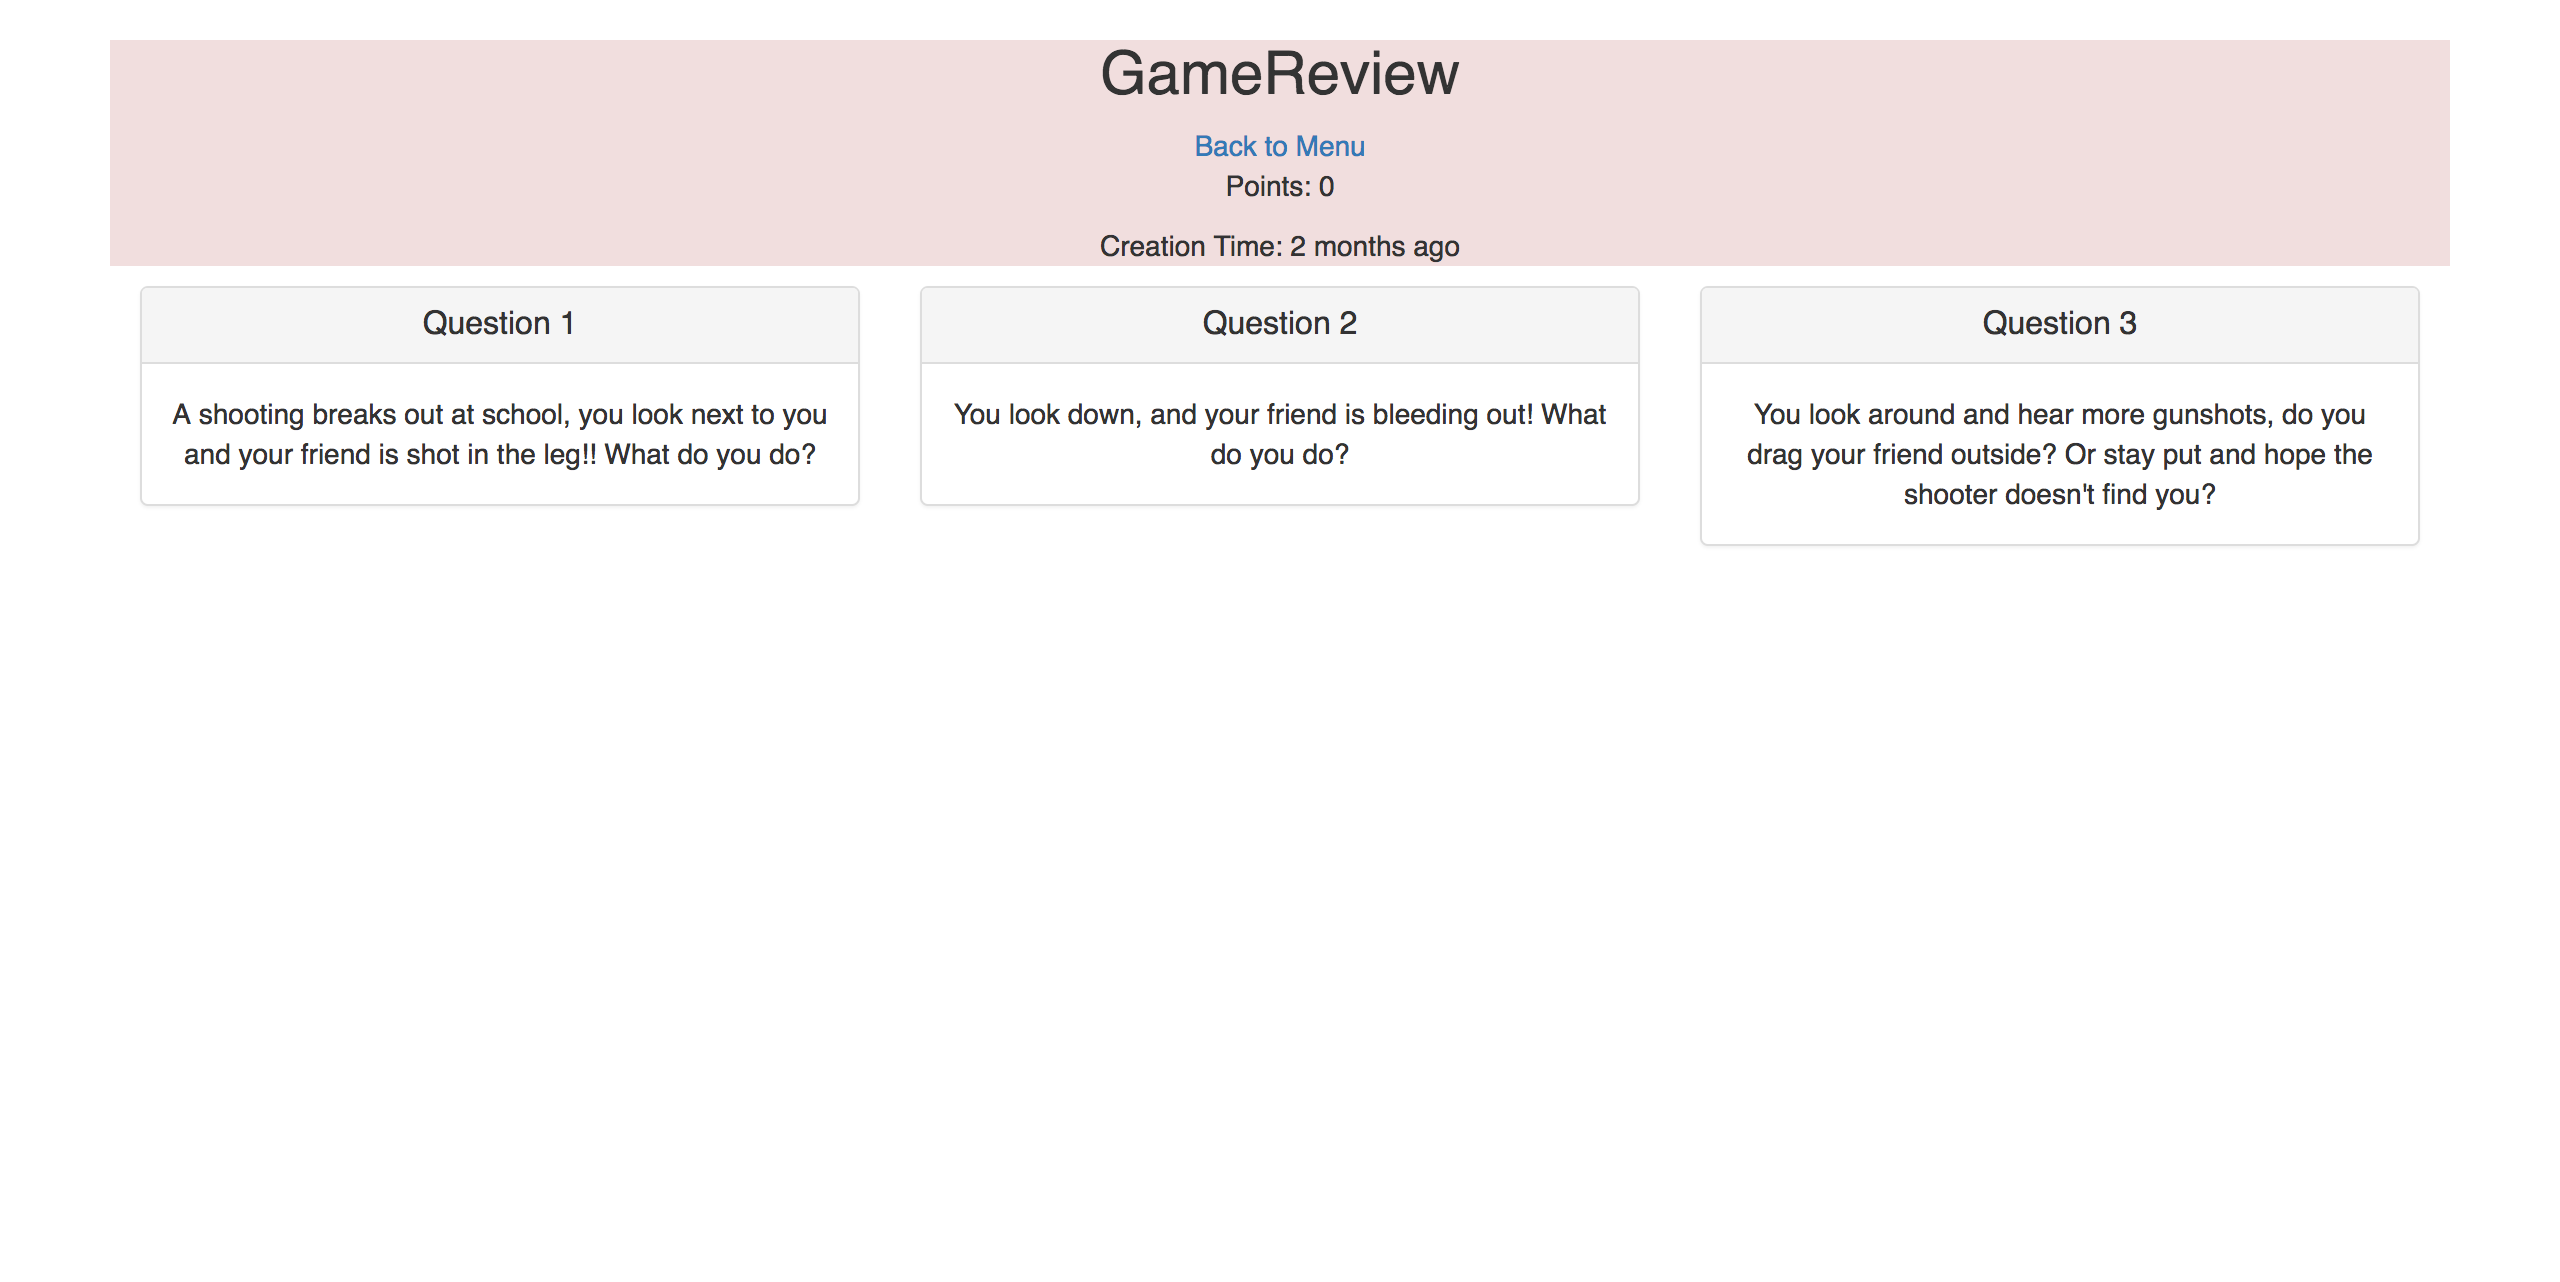 GameReview
Back to Menu
Points: 0
Creation Time: 2 months ago
Question 1
A shooting breaks out at school, you look next to you
and your friend is shot in the leg!! What do you do?
Question 2
You look down, and your friend is bleeding out! What
do you do?
Question 3
You look around and hear more gunshots, do you
drag your friend outside? Or stay put and hope the
shooter doesn't find you?